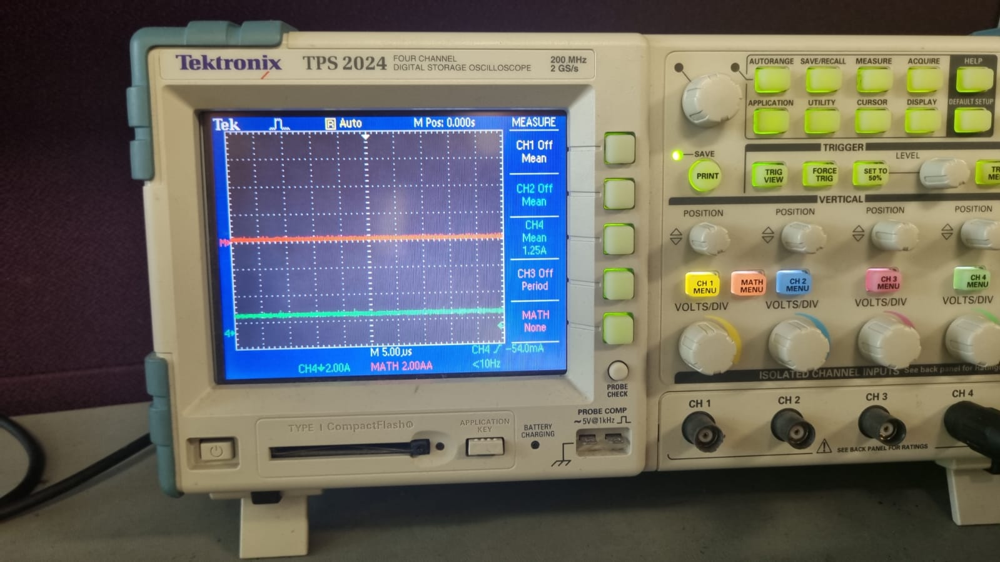 Tektronix TPS 2024 FOUR CHANNEL DIGITAL STORAGE OSCILLOSCOPE 200 MHz 2 GS/s
Tek R Auto M Pos: 0.000s MEASURE
CH1 Off
Mean
CH2 Off
Mean
CH4
Mean
1.25A
CH3 Off
Period
MATH
None
M
4
M 5.00µs CH4 -54.0mA
CH4 2.00A MATH 2.00AA <10Hz
TYPE I CompactFlash
APPLICATION KEY
BATTERY CHARGING
PROBE CHECK
PROBE COMP
~5V@1kHz
AUTORANGE SAVE/RECALL MEASURE ACQUIRE HELP
APPLICATION UTILITY CURSOR DISPLAY DEFAULT SETUP
SAVE
PRINT
TRIGGER
LEVEL
TRIG VIEW
FORCE TRIG
SET TO 50%
VERTICAL
POSITION POSITION POSITION POSITION
CH 1 MENU
MATH MENU
CH 2 MENU
CH 3 MENU
CH 4 MENU
VOLTS/DIV VOLTS/DIV VOLTS/DIV VOLTS/DIV
ISOLATED CHANNEL INPUTS See back panel for
CH 1 CH 2 CH 3 CH 4
SEE BACK PANEL FOR RATINGS